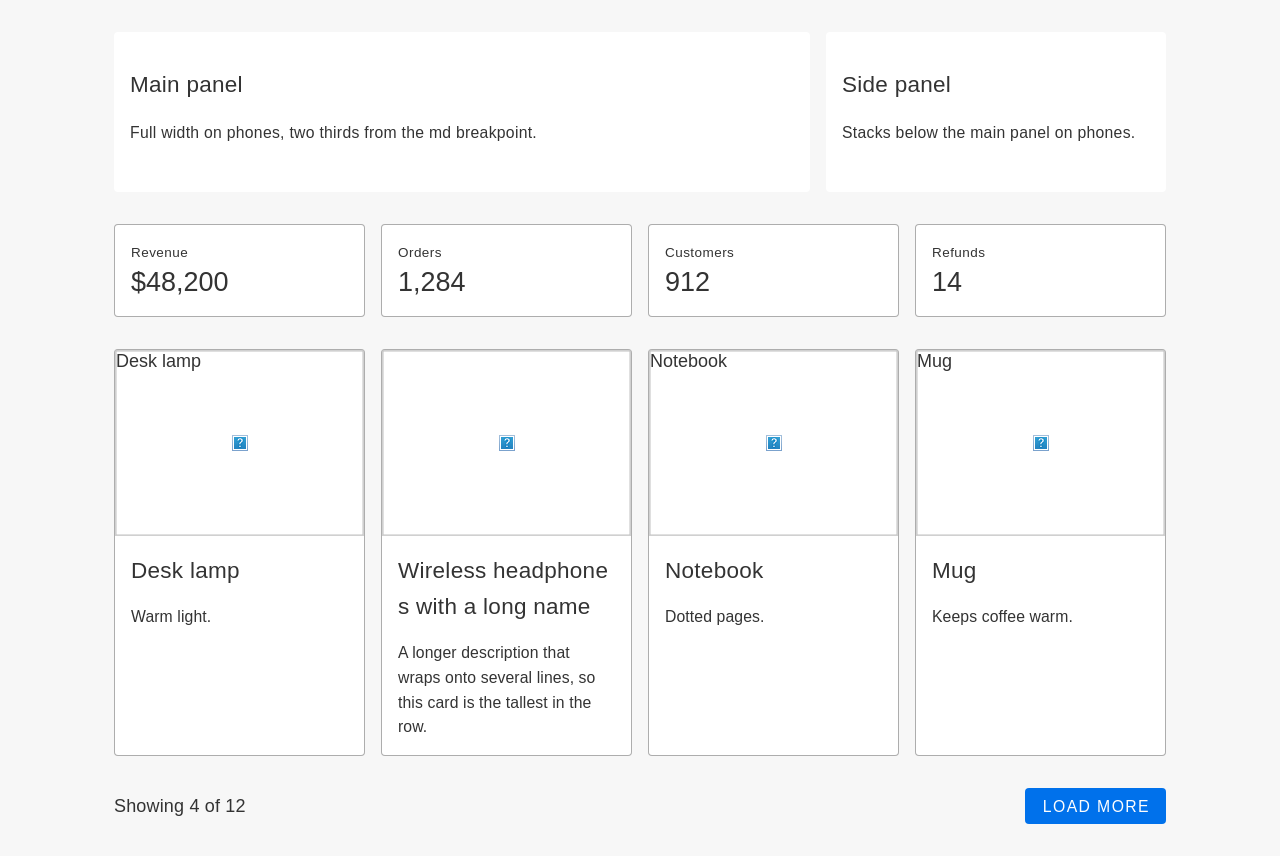 Main panel
Full width on phones, two thirds from the md breakpoint.
Side panel
Stacks below the main panel on phones.
Revenue
$48,200
Orders
1,284
Customers
912
Refunds
14
Desk lamp
?
?
Notebook
?
Mug
?
Desk lamp
Warm light.
Wireless headphone
s with a long name
A longer description that
wraps onto several lines, so
this card is the tallest in the
row.
Notebook
Dotted pages.
Mug
Keeps coffee warm.
Showing 4 of 12
LOAD MORE